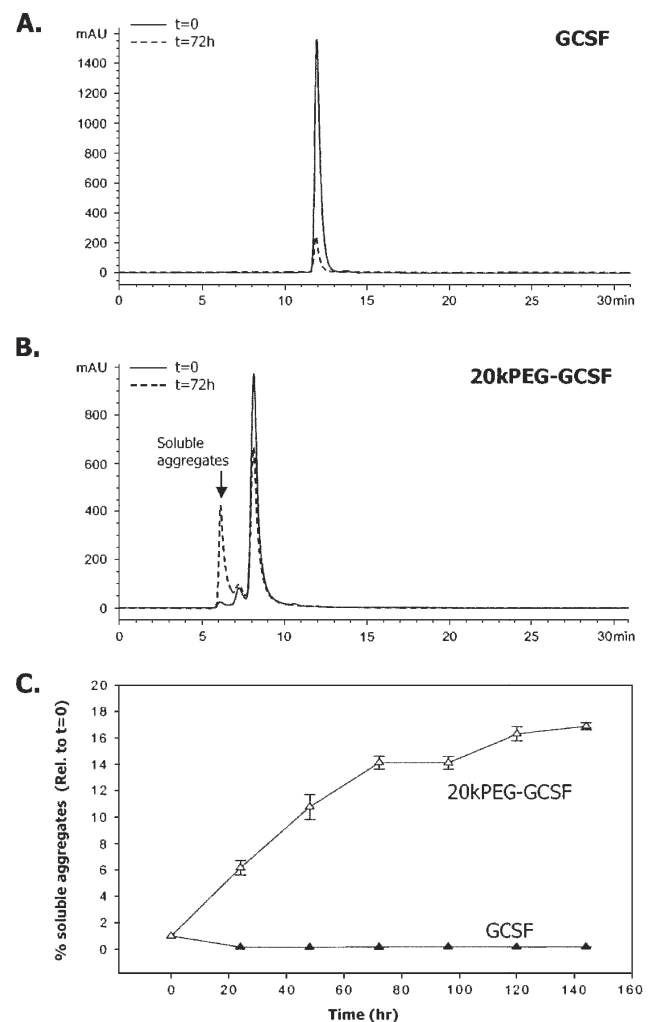 A.
t=0
t=72h
mAU
GCSF
1400
1200
1000
800
600
400
200
0
0 5 10 15 20 25 30min
B.
t=0
t=72h
mAU
20kPEG-GCSF
800
Soluble
aggregates
600
400
200
0
0 5 10 15 20 25 30min
C.
% soluble aggregates (Rel. to t=0)
20
18
16
14
12
10
8
6
4
2
0
20kPEG-GCSF
GCSF
0 20 40 60 80 100 120 140 160
Time (hr)